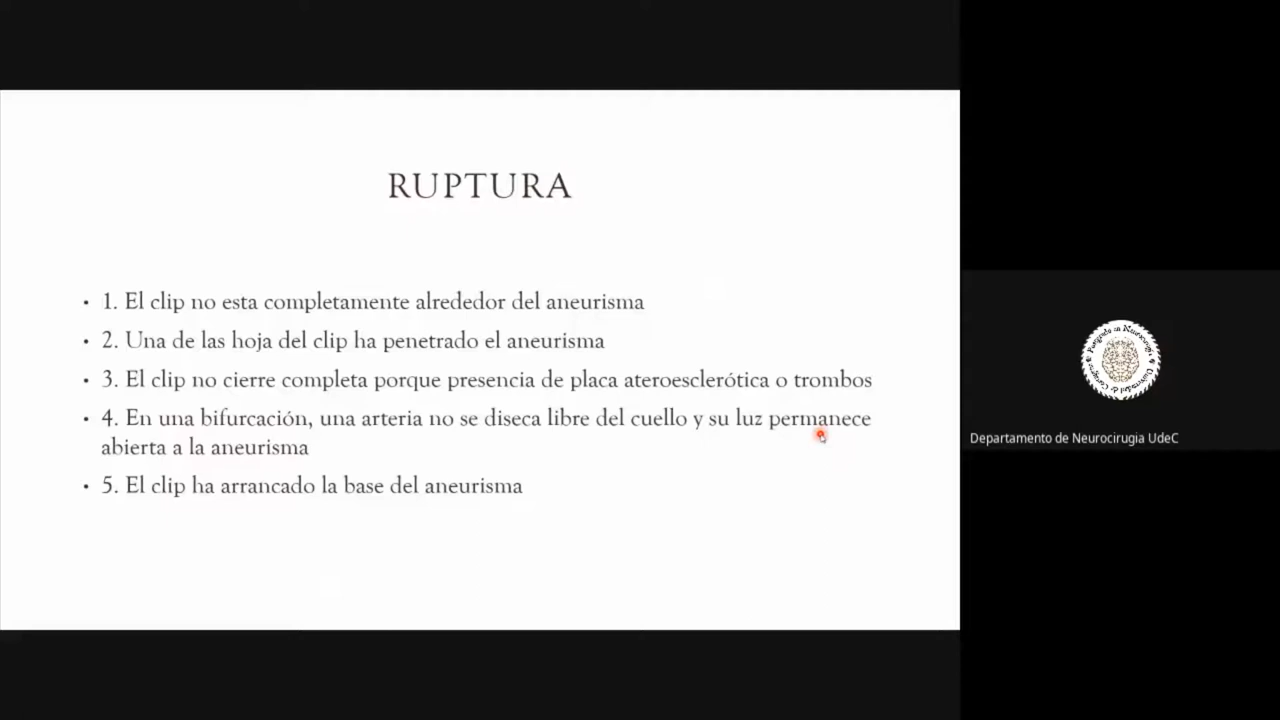 RUPTURA
• 1. El clip no esta completamente alrededor del aneurisma
• 2. Una de las hoja del clip ha penetrado el aneurisma
• 3. El clip no cierre completa porque presencia de placa ateroesclerótica o trombos
• 4. En una bifurcación, una arteria no se diseca libre del cuello y su luz permanece
abierta a la aneurisma
• 5. El clip ha arrancado la base del aneurisma
Departamento de Neurocirugia UdeC